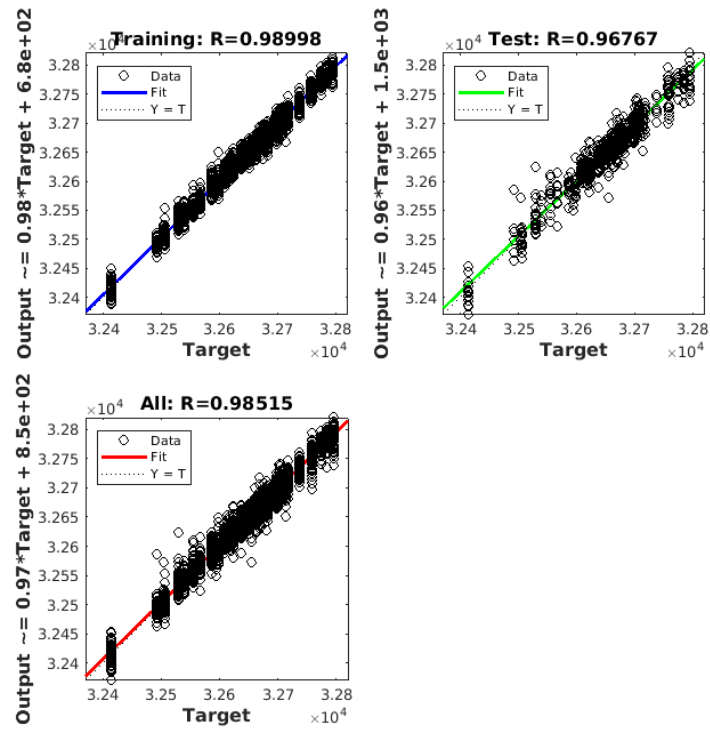 ×10⁴ Training: R=0.98998
Output ~= 0.98*Target + 6.8e+02
3.28
3.275
3.27
3.265
3.26
3.255
3.25
3.245
3.24
Data
Fit
Y = T
3.24 3.25 3.26 3.27 3.28
Target ×10⁴
×10⁴ Test: R=0.96767
Output ~= 0.96*Target + 1.5e+03
3.28
3.275
3.27
3.265
3.26
3.255
3.25
3.245
3.24
Data
Fit
Y = T
3.24 3.25 3.26 3.27 3.28
Target ×10⁴
×10⁴ All: R=0.98515
Output ~= 0.97*Target + 8.5e+02
3.28
3.275
3.27
3.265
3.26
3.255
3.25
3.245
3.24
Data
Fit
Y = T
3.24 3.25 3.26 3.27 3.28
Target ×10⁴